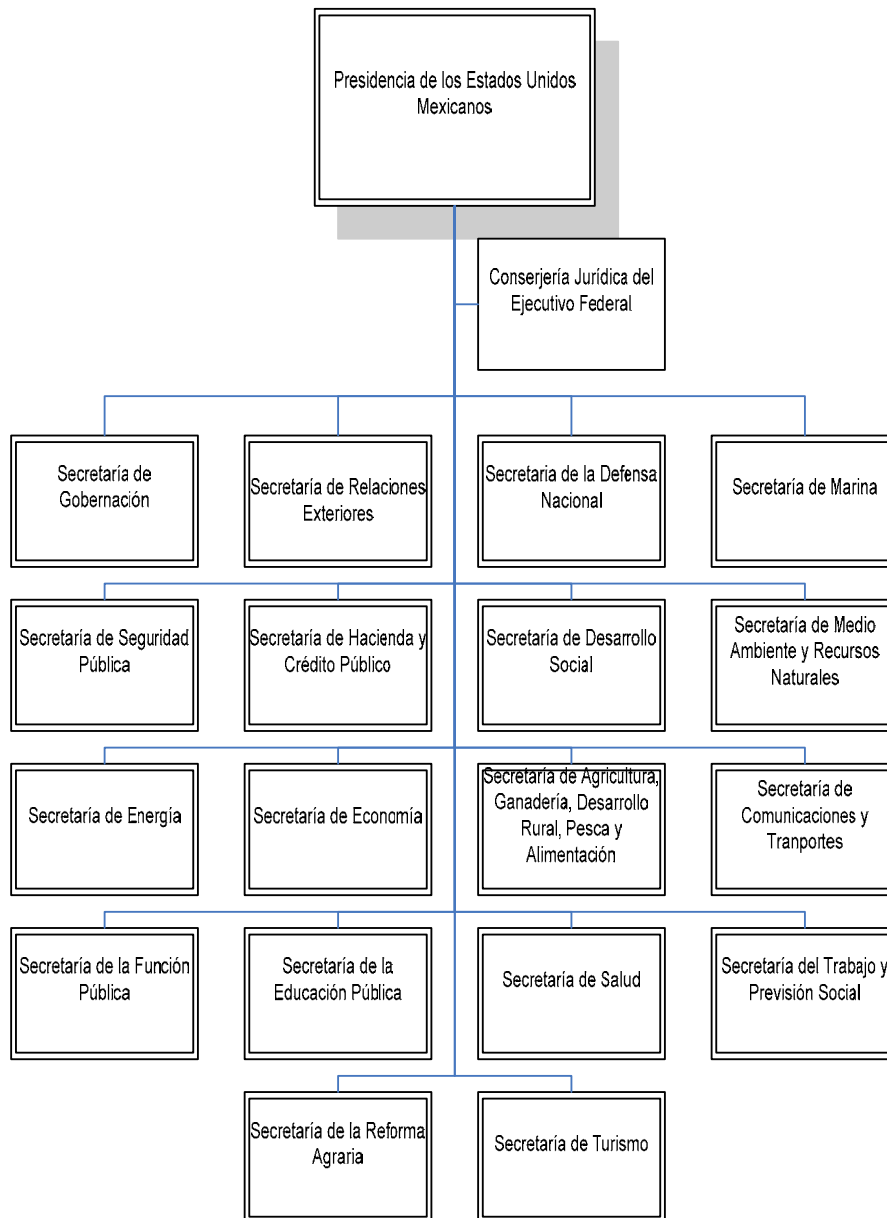 Presidencia de los Estados Unidos
Mexicanos
Conserjería Jurídica del
Ejecutivo Federal
Secretaría de
Gobernación
Secretaría de Relaciones
Exteriores
Secretaria de la Defensa
Nacional
Secretaría de Marina
Secretaría de Seguridad
Pública
Secretaría de Hacienda y
Crédito Público
Secretaría de Desarrollo
Social
Secretaría de Medio
Ambiente y Recursos
Naturales
Secretaría de Energía
Secretaría de Economía
Secretaría de Agricultura,
Ganadería, Desarrollo
Rural, Pesca y
Alimentación
Secretaría de
Comunicaciones y
Tranportes
Secretaría de la Función
Pública
Secretaría de la
Educación Pública
Secretaría de Salud
Secretaría del Trabajo y
Previsión Social
Secretaría de la Reforma
Agraria
Secretaría de Turismo